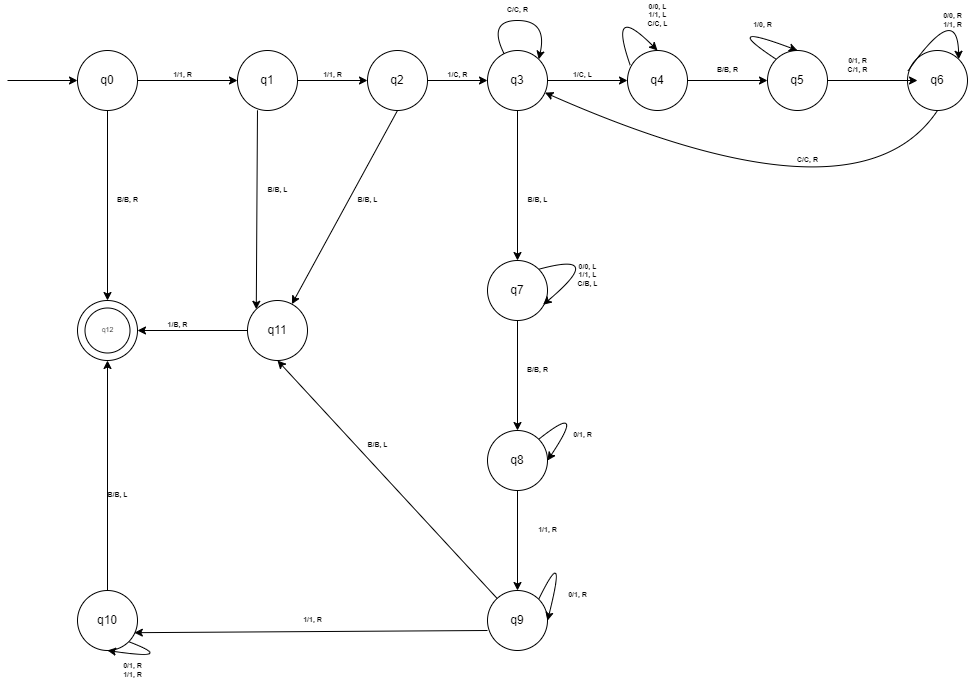 C/C, R
0/0, L
1/1, L
C/C, L
1/0, R
0/0, R
1/1, R
q0
1/1, R
q1
1/1, R
q2
1/C, R
q3
1/C, L
q4
B/B, R
q5
0/1, R
C/1, R
q6
C/C, R
B/B, R
B/B, L
B/B, L
B/B, L
q7
0/0, L
1/1, L
C/B, L
q12
1/B, R
q11
B/B, R
B/B, L
q8
0/1, R
B/B, L
1/1, R
q10
1/1, R
q9
0/1, R
0/1, R
1/1, R